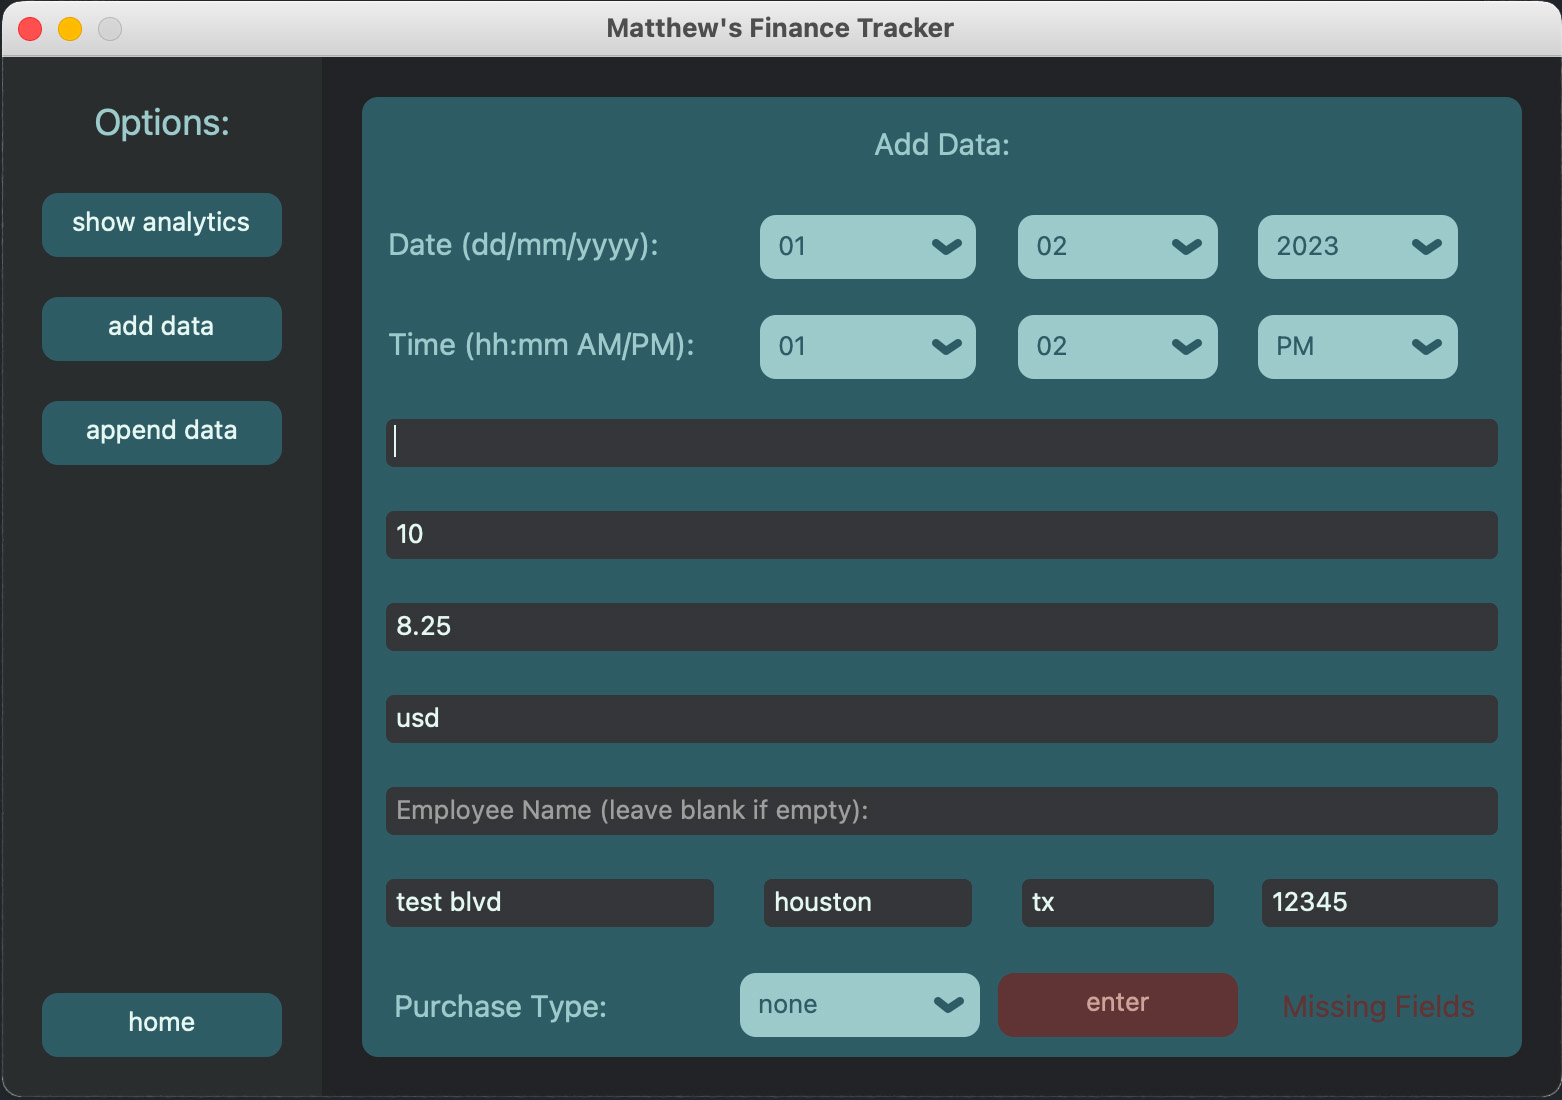 Matthew's Finance Tracker
Options:
show analytics
add data
append data
home
Add Data:
Date (dd/mm/yyyy): 01 02 2023
Time (hh:mm AM/PM): 01 02 PM
10
8.25
usd
Employee Name (leave blank if empty):
test blvd houston tx 12345
Purchase Type: none enter Missing Fields